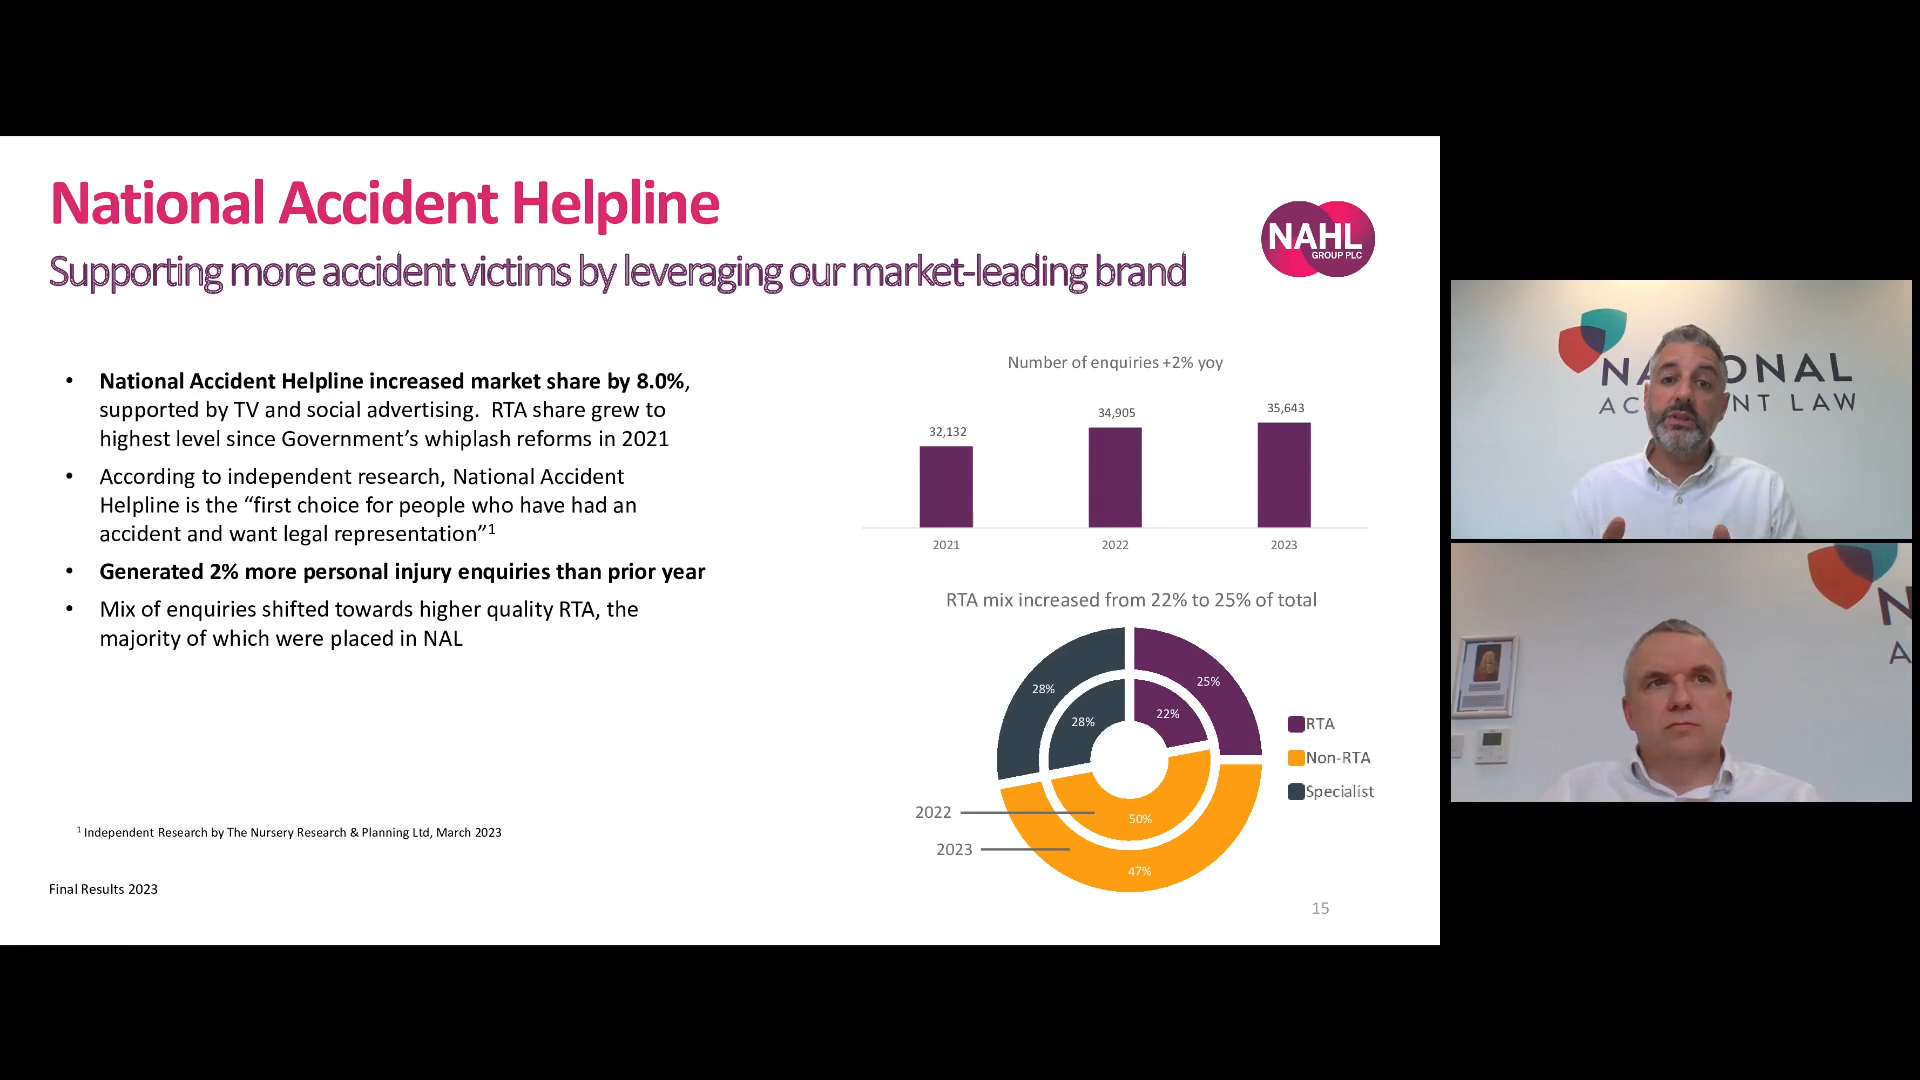 National Accident Helpline
Supporting more accident victims by leveraging our market-leading brand
NAHL
GROUP PLC
• National Accident Helpline increased market share by 8.0%,
supported by TV and social advertising. RTA share grew to
highest level since Government’s whiplash reforms in 2021
• According to independent research, National Accident
Helpline is the “first choice for people who have had an
accident and want legal representation”1
• Generated 2% more personal injury enquiries than prior year
• Mix of enquiries shifted towards higher quality RTA, the
majority of which were placed in NAL
1 Independent Research by The Nursery Research & Planning Ltd, March 2023
Final Results 2023
Number of enquiries +2% yoy
32,132
34,905
35,643
2021
2022
2023
RTA mix increased from 22% to 25% of total
28%
25%
28%
22%
50%
47%
2022
2023
RTA
Non-RTA
Specialist
15
NA ONAL
AC NT LAW
N
A